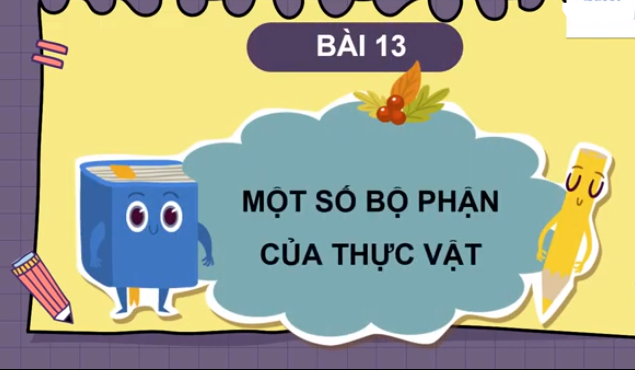 BÀI 13
MỘT SỐ BỘ PHẬN
CỦA THỰC VẬT